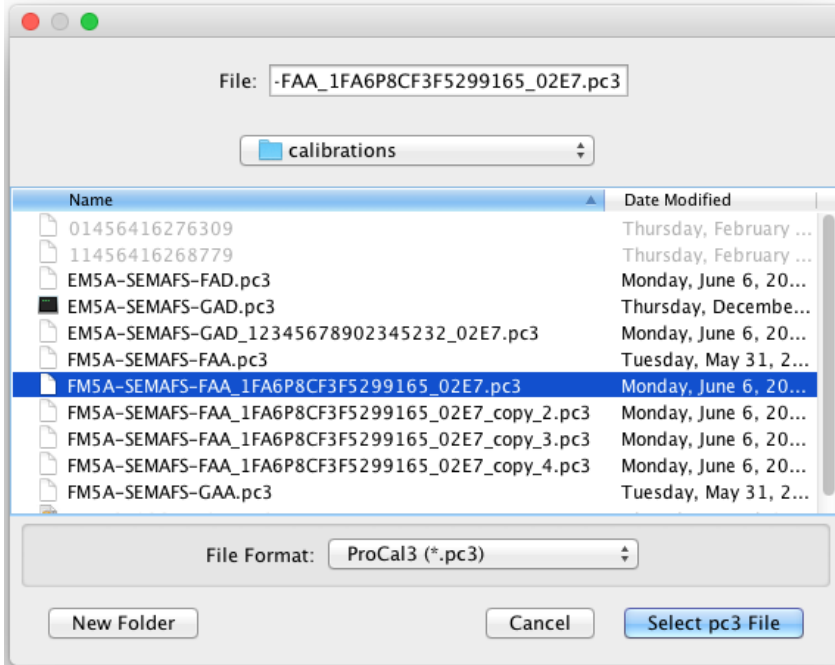 File: -FAA_1FA6P8CF3F5299165_02E7.pc3
calibrations
Name Date Modified
01456416276309 Thursday, February ...
11456416268779 Thursday, February ...
EM5A-SEMAFS-FAD.pc3 Monday, June 6, 20...
EM5A-SEMAFS-GAD.pc3 Thursday, Decembe...
EM5A-SEMAFS-GAD_12345678902345232_02E7.pc3 Monday, June 6, 20...
FM5A-SEMAFS-FAA.pc3 Tuesday, May 31, 2...
FM5A-SEMAFS-FAA_1FA6P8CF3F5299165_02E7.pc3 Monday, June 6, 20...
FM5A-SEMAFS-FAA_1FA6P8CF3F5299165_02E7_copy_2.pc3 Monday, June 6, 20...
FM5A-SEMAFS-FAA_1FA6P8CF3F5299165_02E7_copy_3.pc3 Monday, June 6, 20...
FM5A-SEMAFS-FAA_1FA6P8CF3F5299165_02E7_copy_4.pc3 Monday, June 6, 20...
FM5A-SEMAFS-GAA.pc3 Tuesday, May 31, 2...
File Format: ProCal3 (*.pc3)
New Folder Cancel Select pc3 File